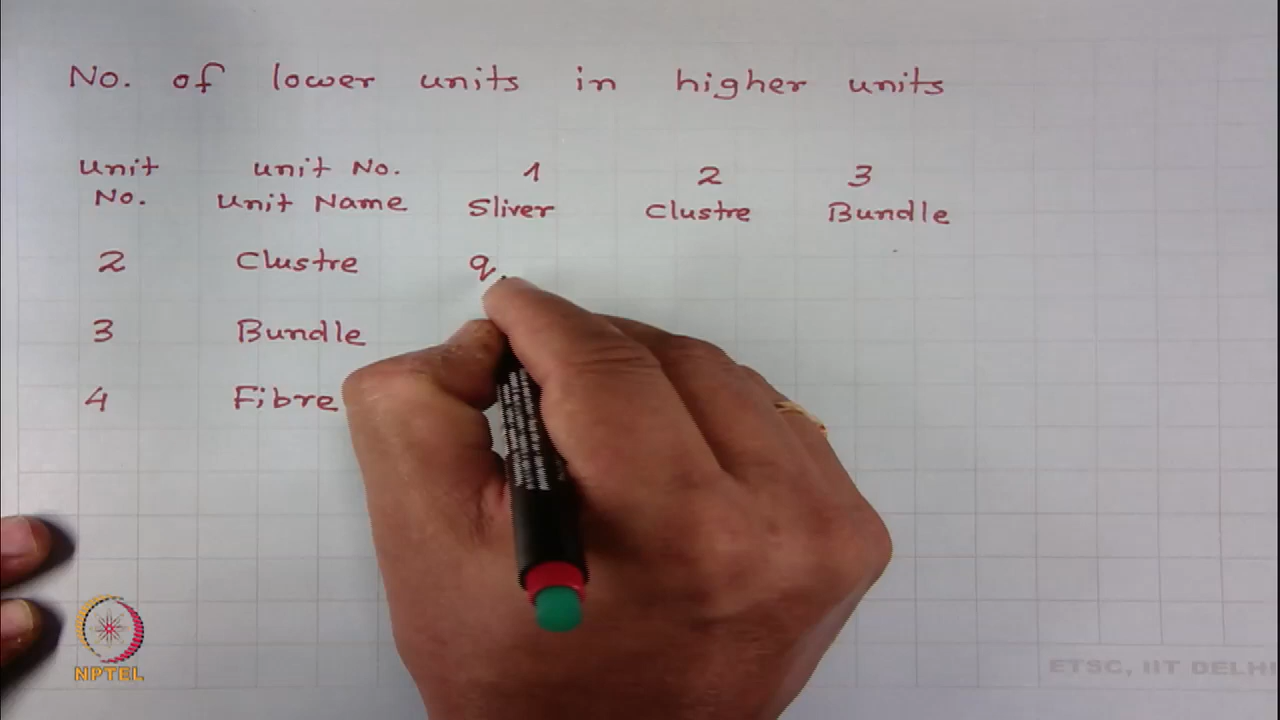 No. of lower units in higher units
Unit No. Unit No. 1 2 3
Unit Name Sliver Clustre Bundle
2 Clustre q
3 Bundle
4 Fibre
NPTEL
ETSC, IIT DELHI